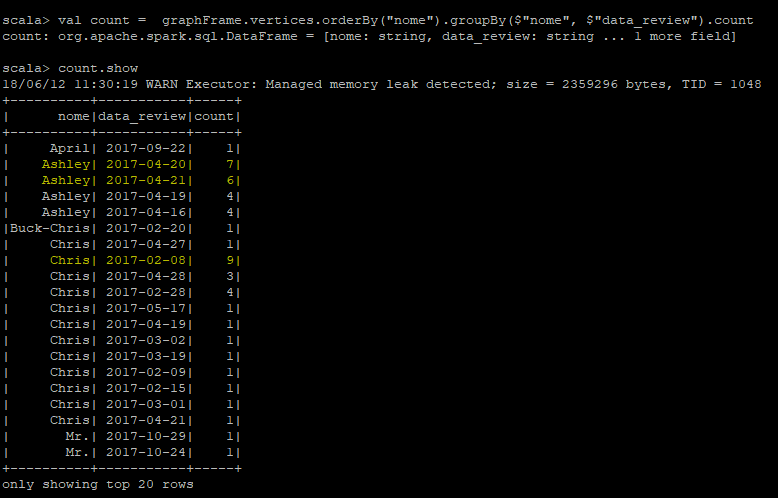 scala> val count =  graphFrame.vertices.orderBy("nome").groupBy($"nome", $"data_review").count
count: org.apache.spark.sql.DataFrame = [nome: string, data_review: string ... 1 more field]
scala> count.show
18/06/12 11:30:19 WARN Executor: Managed memory leak detected; size = 2359296 bytes, TID = 1048
+----------+-----------+-----+
|      nome|data_review|count|
+----------+-----------+-----+
|     April| 2017-09-22|    1|
|    Ashley| 2017-04-20|    7|
|    Ashley| 2017-04-21|    6|
|    Ashley| 2017-04-19|    4|
|    Ashley| 2017-04-16|    4|
|Buck-Chris| 2017-02-20|    1|
|     Chris| 2017-04-27|    1|
|     Chris| 2017-02-08|    9|
|     Chris| 2017-04-28|    3|
|     Chris| 2017-02-28|    4|
|     Chris| 2017-05-17|    1|
|     Chris| 2017-04-19|    1|
|     Chris| 2017-03-02|    1|
|     Chris| 2017-03-19|    1|
|     Chris| 2017-02-09|    1|
|     Chris| 2017-02-15|    1|
|     Chris| 2017-03-01|    1|
|     Chris| 2017-04-21|    1|
|       Mr.| 2017-10-29|    1|
|       Mr.| 2017-10-24|    1|
+----------+-----------+-----+
only showing top 20 rows